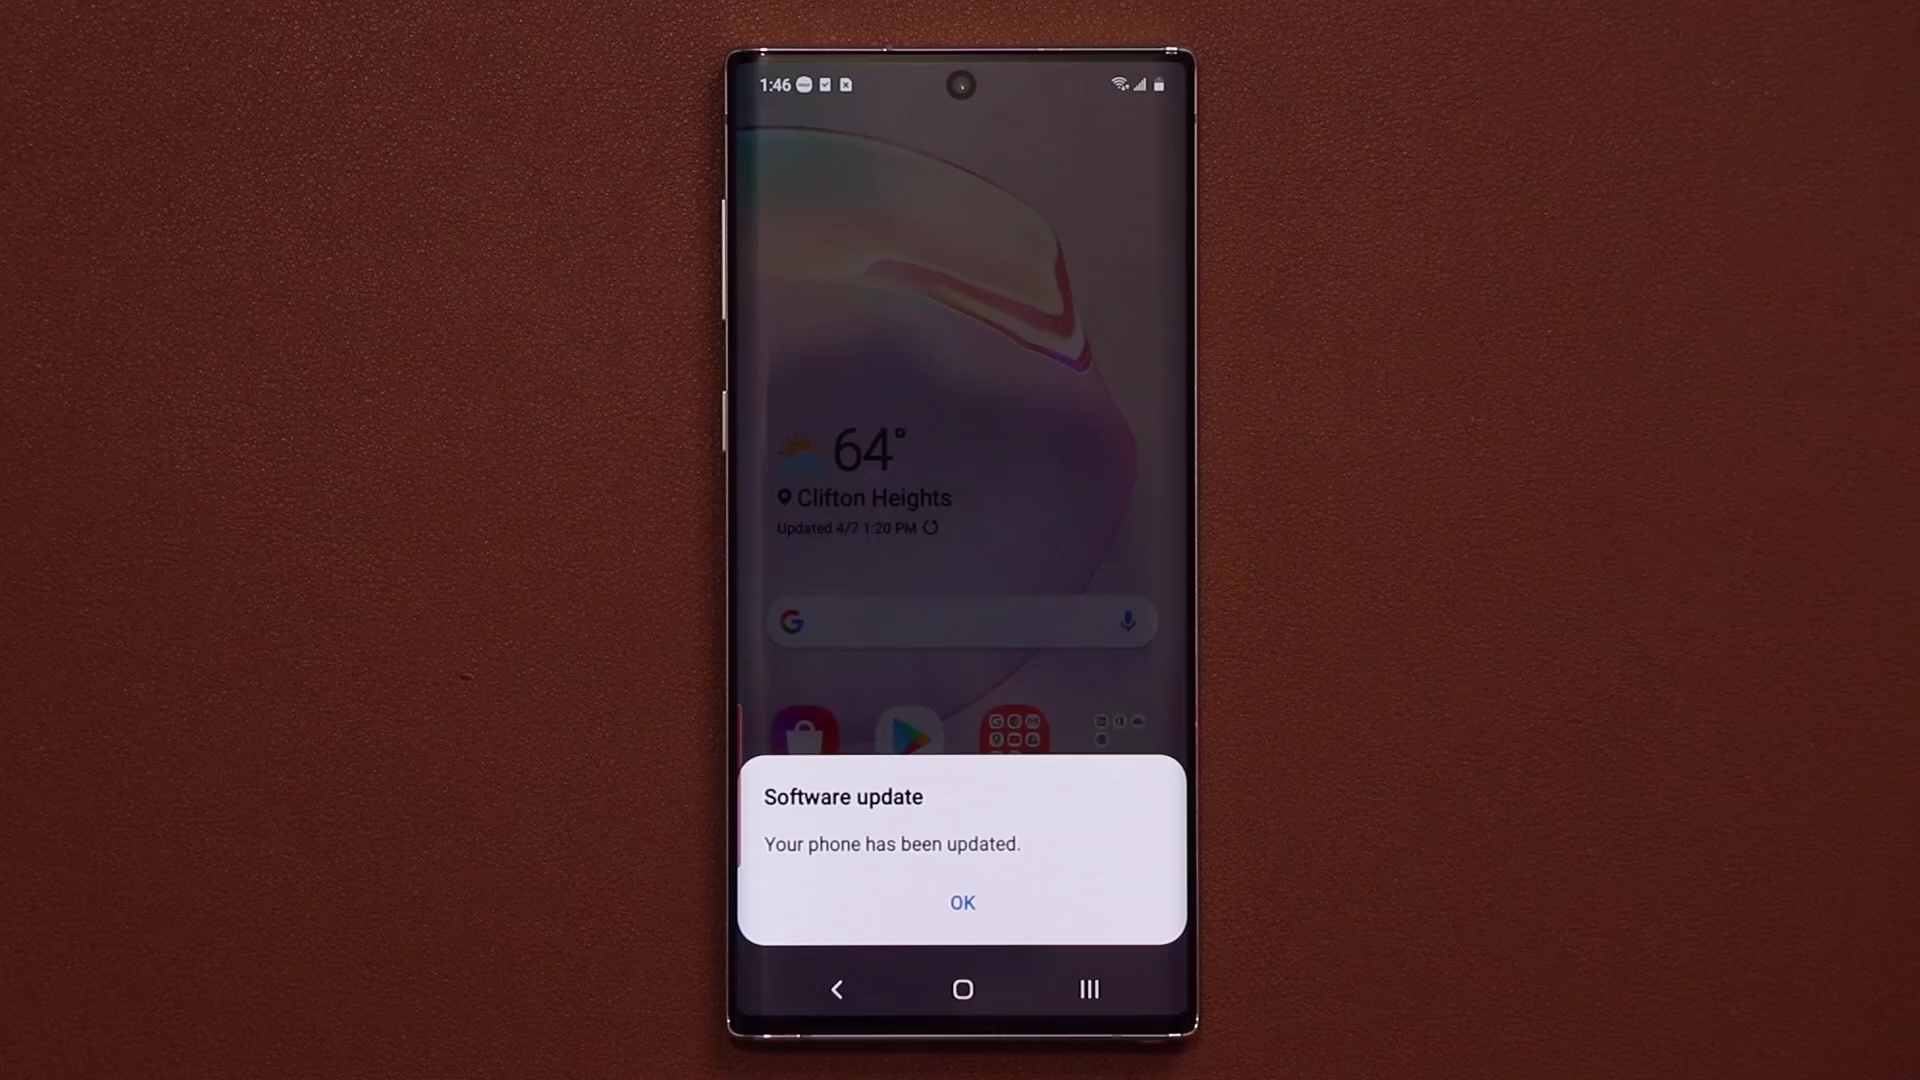 1:46
64°
Clifton Heights
Updated 4/7 1:20 PM
G
Software update
Your phone has been updated.
OK